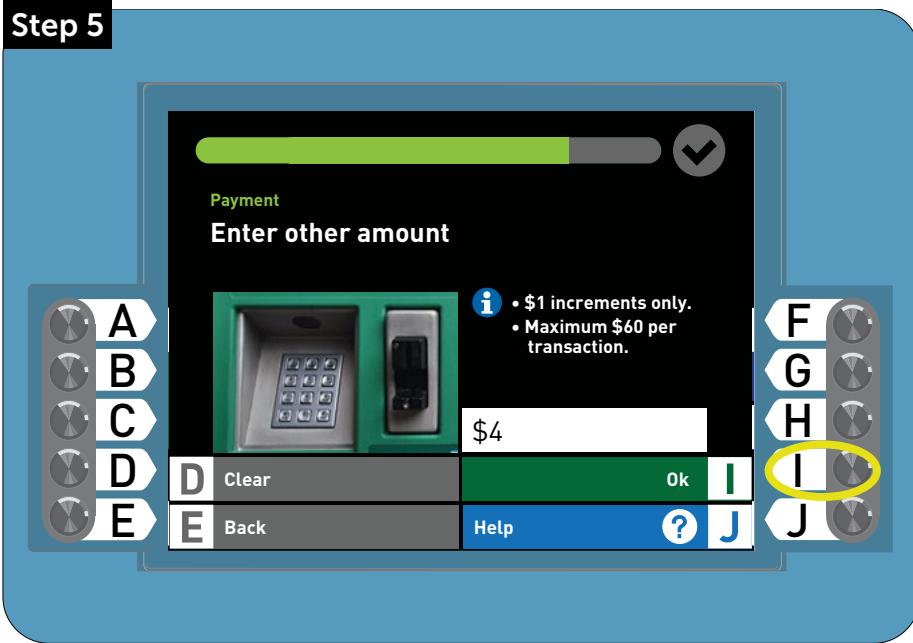 Step 5
Payment
Enter other amount
i
• $1 increments only.
• Maximum $60 per
transaction.
$4
A
B
C
D
E
F
G
H
I
J
D Clear
Ok I
E Back
Help ? J